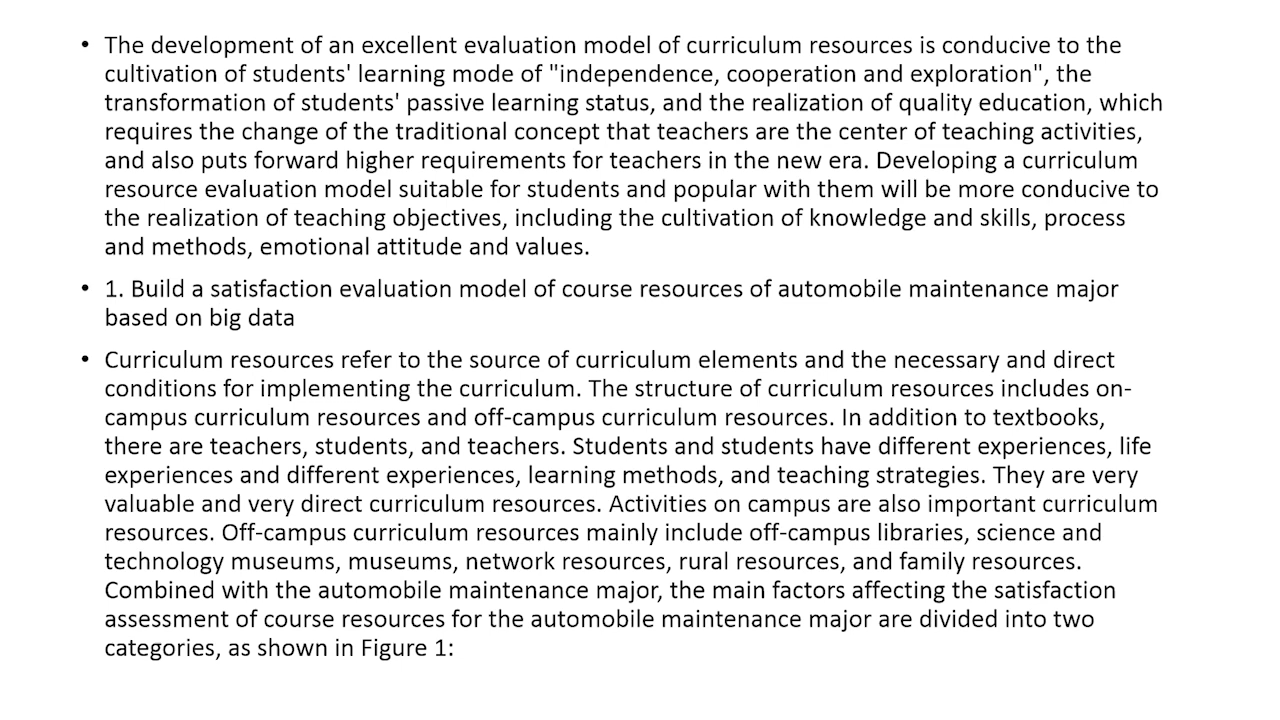 • The development of an excellent evaluation model of curriculum resources is conducive to the
cultivation of students' learning mode of "independence, cooperation and exploration", the
transformation of students' passive learning status, and the realization of quality education, which
requires the change of the traditional concept that teachers are the center of teaching activities,
and also puts forward higher requirements for teachers in the new era. Developing a curriculum
resource evaluation model suitable for students and popular with them will be more conducive to
the realization of teaching objectives, including the cultivation of knowledge and skills, process
and methods, emotional attitude and values.
• 1. Build a satisfaction evaluation model of course resources of automobile maintenance major
based on big data
• Curriculum resources refer to the source of curriculum elements and the necessary and direct
conditions for implementing the curriculum. The structure of curriculum resources includes on-
campus curriculum resources and off-campus curriculum resources. In addition to textbooks,
there are teachers, students, and teachers. Students and students have different experiences, life
experiences and different experiences, learning methods, and teaching strategies. They are very
valuable and very direct curriculum resources. Activities on campus are also important curriculum
resources. Off-campus curriculum resources mainly include off-campus libraries, science and
technology museums, museums, network resources, rural resources, and family resources.
Combined with the automobile maintenance major, the main factors affecting the satisfaction
assessment of course resources for the automobile maintenance major are divided into two
categories, as shown in Figure 1: